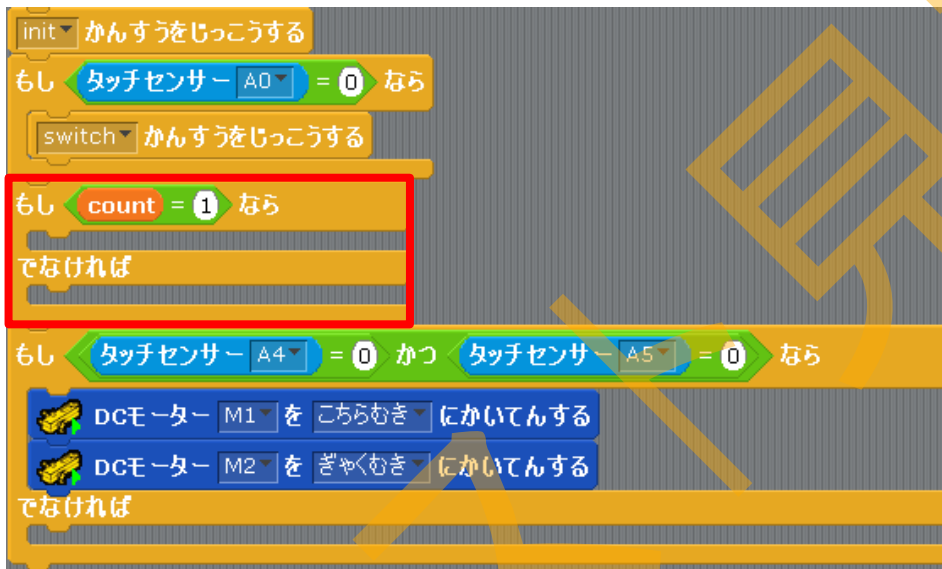 init かんすうをじっこうする
もし タッチセンサー A0 = 0 なら
switch かんすうをじっこうする
もし count = 1 なら
でなければ
もし タッチセンサー A4 = 0 かつ タッチセンサー A5 = 0 なら
DCモーター M1 を こちらむき にかいてんする
DCモーター M2 を ぎゃくむき にかいてんする
でなければ